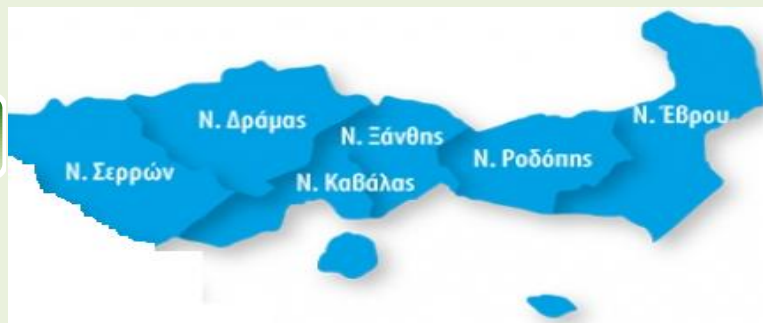 Ν. Έβρου
Ν. Δράμας
Ν. Ξάνθης
Ν. Ροδόπης
Ν. Σερρών
Ν. Καβάλας